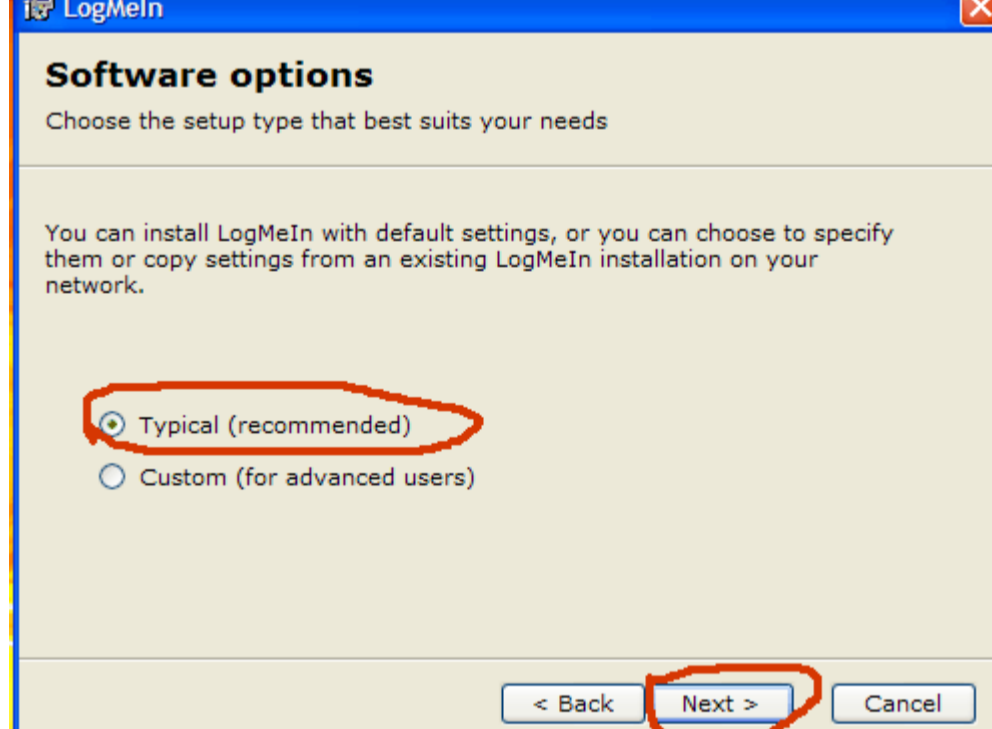 LogMeIn
Software options
Choose the setup type that best suits your needs
You can install LogMeIn with default settings, or you can choose to specify
them or copy settings from an existing LogMeIn installation on your
network.
Typical (recommended)
Custom (for advanced users)
< Back Next > Cancel